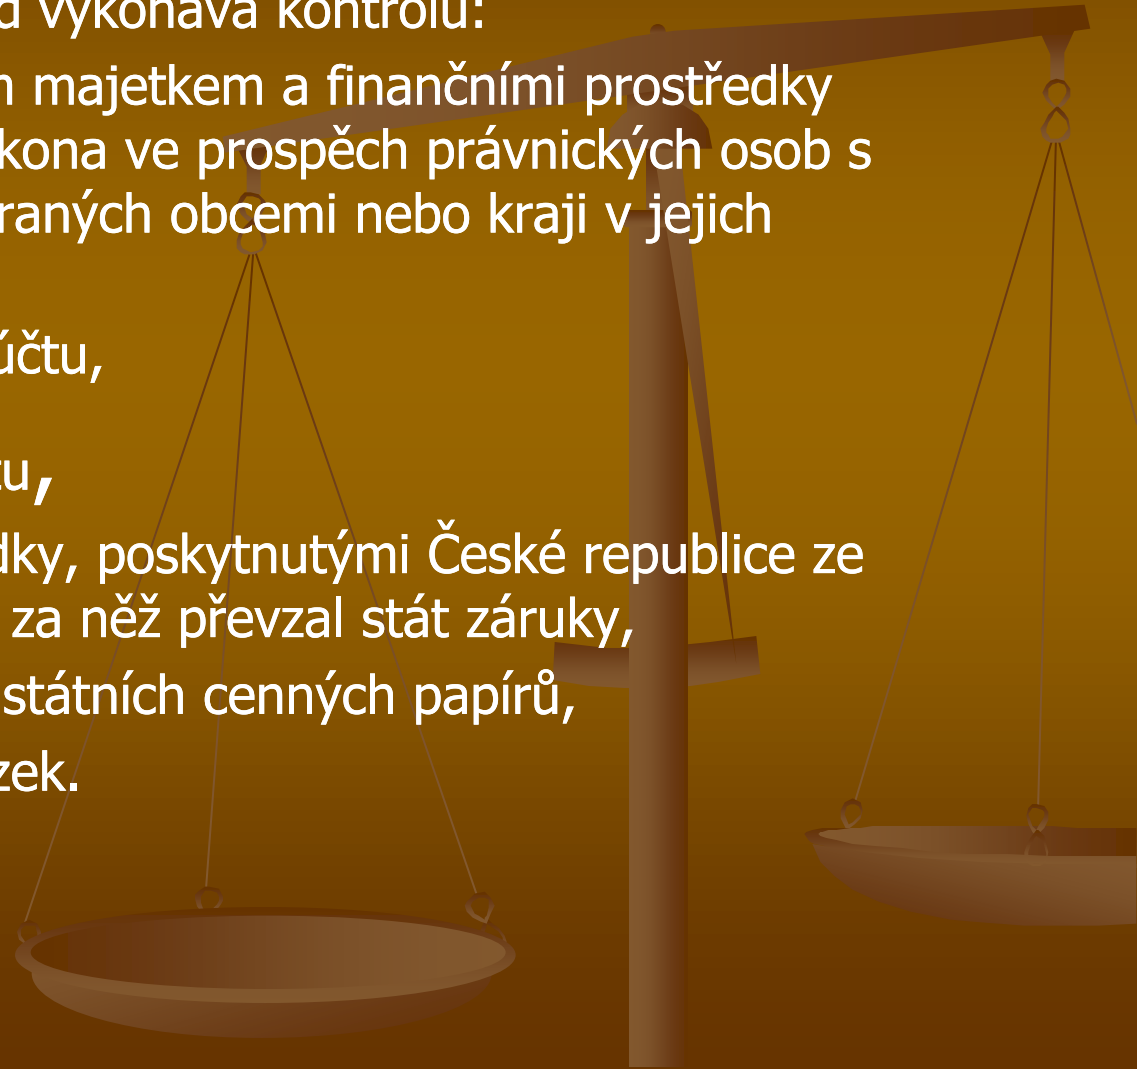 d vykonává kontrolu:
m majetkem a finančními prostředky
kona ve prospěch právnických osob s
raných obcemi nebo kraji v jejich
účtu,
tu,
dky, poskytnutými České republice ze
za něž převzal stát záruky,
státních cenných papírů,
zek.